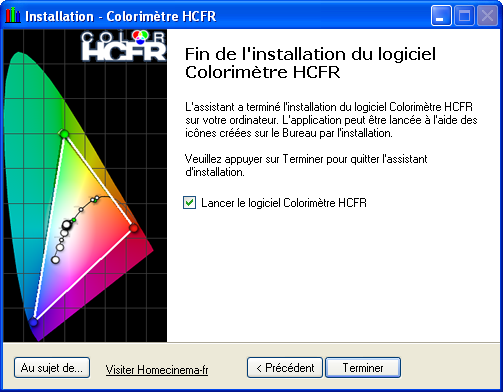 Installation - Colorimètre HCFR
COLOR
HCFR
Fin de l'installation du logiciel
Colorimètre HCFR
L'assistant a terminé l'installation du logiciel Colorimètre HCFR
sur votre ordinateur. L'application peut être lancée à l'aide des
icônes créées sur le Bureau par l'installation.
Veuillez appuyer sur Terminer pour quitter l'assistant
d'installation.
Lancer le logiciel Colorimètre HCFR
Au sujet de...
Visiter Homecinema-fr
< Précédent
Terminer